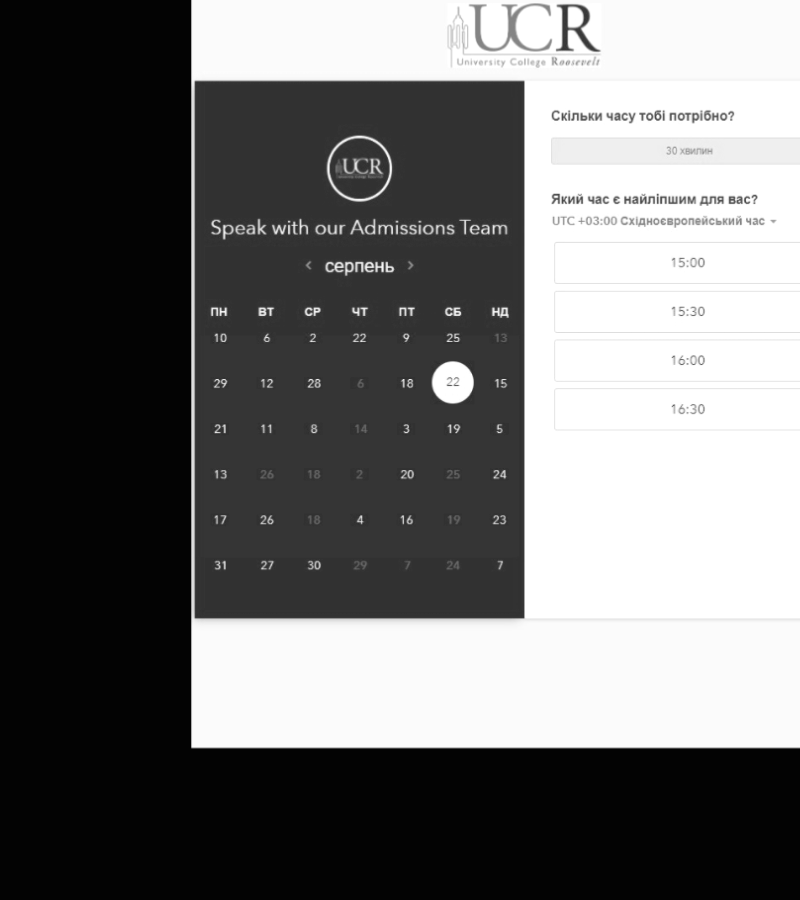 UCR
University College Roosevelt
UCR
Speak with our Admissions Team
< серпень >
ПН ВТ СР ЧТ ПТ СБ НД
10 6 2 22 9 25 13
29 12 28 6 18 22 15
21 11 8 14 3 19 5
13 26 18 2 20 25 24
17 26 18 4 16 19 23
31 27 30 29 7 24 7
Скільки часу тобі потрібно?
30 хвилин
Який час є найліпшим для вас?
UTC +03:00 Східноєвропейський час
15:00
15:30
16:00
16:30